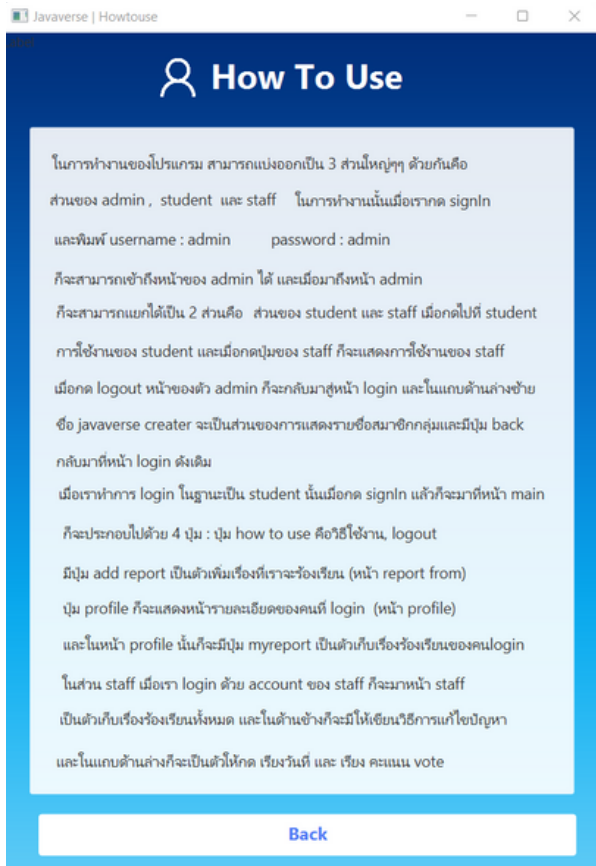 Javaverse | Howtouse
How To Use
ในการทำงานของโปรแกรม สามารถแบ่งออกเป็น 3 ส่วนใหญ่ๆๆ ด้วยกันคือ
ส่วนของ admin , student และ staff ในการทำงานนั้นเมื่อเรากด signIn
และพิมพ์ username : admin password : admin
ก็จะสามารถเข้าถึงหน้าของ admin ได้ และเมื่อมาถึงหน้า admin
ก็จะสามารถแยกได้เป็น 2 ส่วนคือ ส่วนของ student และ staff เมื่อกดไปที่ student
การใช้งานของ student และเมื่อกดปุ่มของ staff ก็จะแสดงการใช้งานของ staff
เมื่อกด logout หน้าของตัว admin ก็จะกลับมาสู่หน้า login และในแถบด้านล่างซ้าย
ชื่อ javaverse creater จะเป็นส่วนของการแสดงรายชื่อสมาชิกกลุ่มและมีปุ่ม back
กลับมาที่หน้า login ดังเดิม
เมื่อเราทำการ login ในฐานะเป็น student นั้นเมื่อกด signIn แล้วก็จะมาที่หน้า main
ก็จะประกอบไปด้วย 4 ปุ่ม : ปุ่ม how to use คือวิธีใช้งาน, logout
มีปุ่ม add report เป็นตัวเพิ่มเรื่องที่เราจะร้องเรียน (หน้า report from)
ปุ่ม profile ก็จะแสดงหน้ารายละเอียดของคนที่ login (หน้า profile)
และในหน้า profile นั้นก็จะมีปุ่ม myreport เป็นตัวเก็บเรื่องร้องเรียนของคนlogin
ในส่วน staff เมื่อเรา login ด้วย account ของ staff ก็จะมาหน้า staff
เป็นตัวเก็บเรื่องร้องเรียนทั้งหมด และในด้านข้างก็จะมีให้เขียนวิธีการแก้ไขปัญหา
และในแถบด้านล่างก็จะเป็นตัวให้กด เรียงวันที่ และ เรียง คะแนน vote
Back